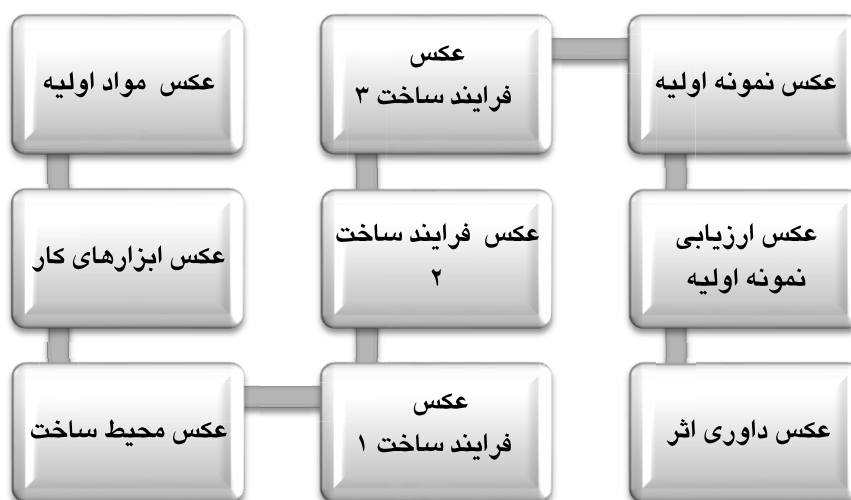 عکس مواد اولیه
عکس ابزارهای کار
عکس محیط ساخت
عکس
فرایند ساخت ۱
عکس فرایند ساخت
۲
عکس
فرایند ساخت ۳
عکس نمونه اولیه
عکس ارزیابی
نمونه اولیه
عکس داوری اثر